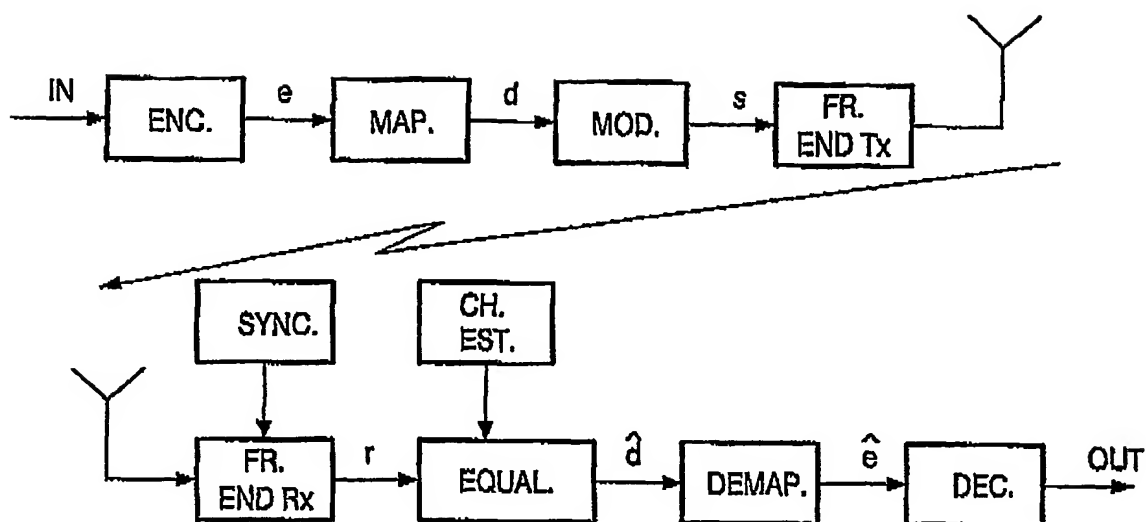 IN
ENC.
e
MAP.
d
MOD.
s
FR.
END Tx
SYNC.
CH.
EST.
FR.
END Rx
r
EQUAL.
d̂
DEMAP.
ê
DEC.
OUT